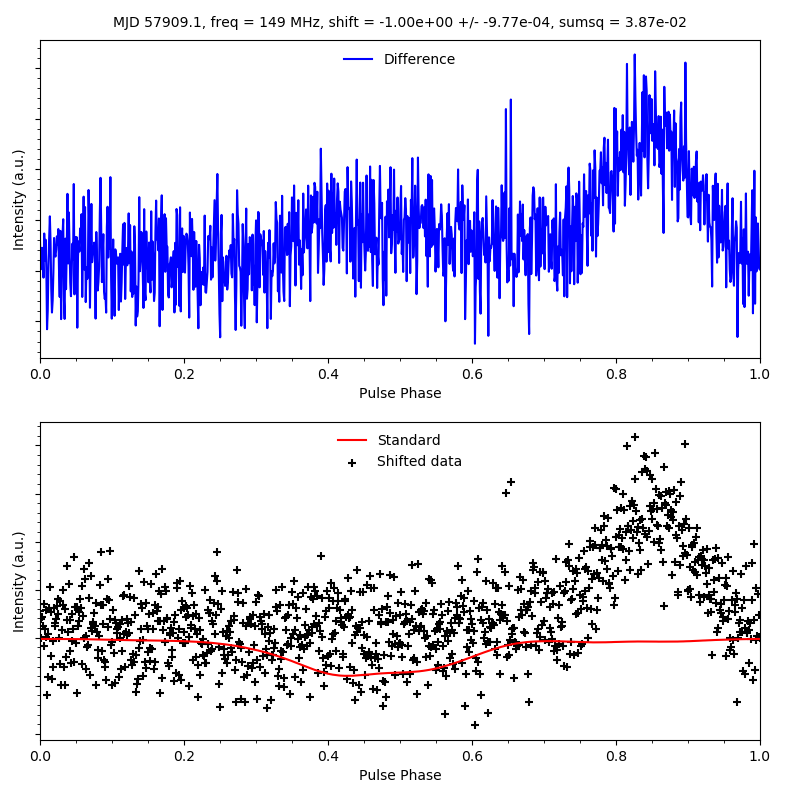 MJD 57909.1, freq = 149 MHz, shift = -1.00e+00 +/- -9.77e-04, sumsq = 3.87e-02
Difference
Intensity (a.u.)
0.0 0.2 0.4 0.6 0.8 1.0
Pulse Phase
Standard
Shifted data
Intensity (a.u.)
0.0 0.2 0.4 0.6 0.8 1.0
Pulse Phase